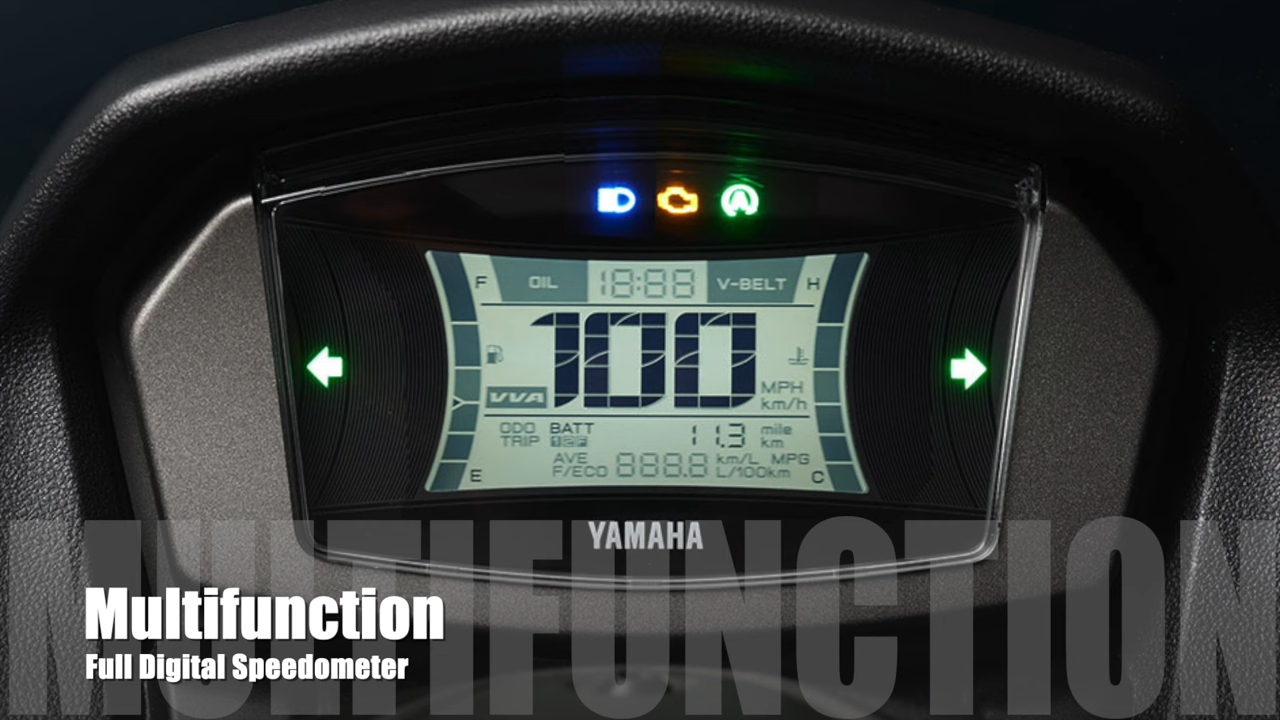 F OIL 18:88 V-BELT H
100
VVA MPH
km/h
ODO BATT 11.3 mile
TRIP 12F km
AVE km/L MPG
F/ECO 888.8 L/100km
E C
YAMAHA
MULTIFUNCTION
Multifunction
Full Digital Speedometer